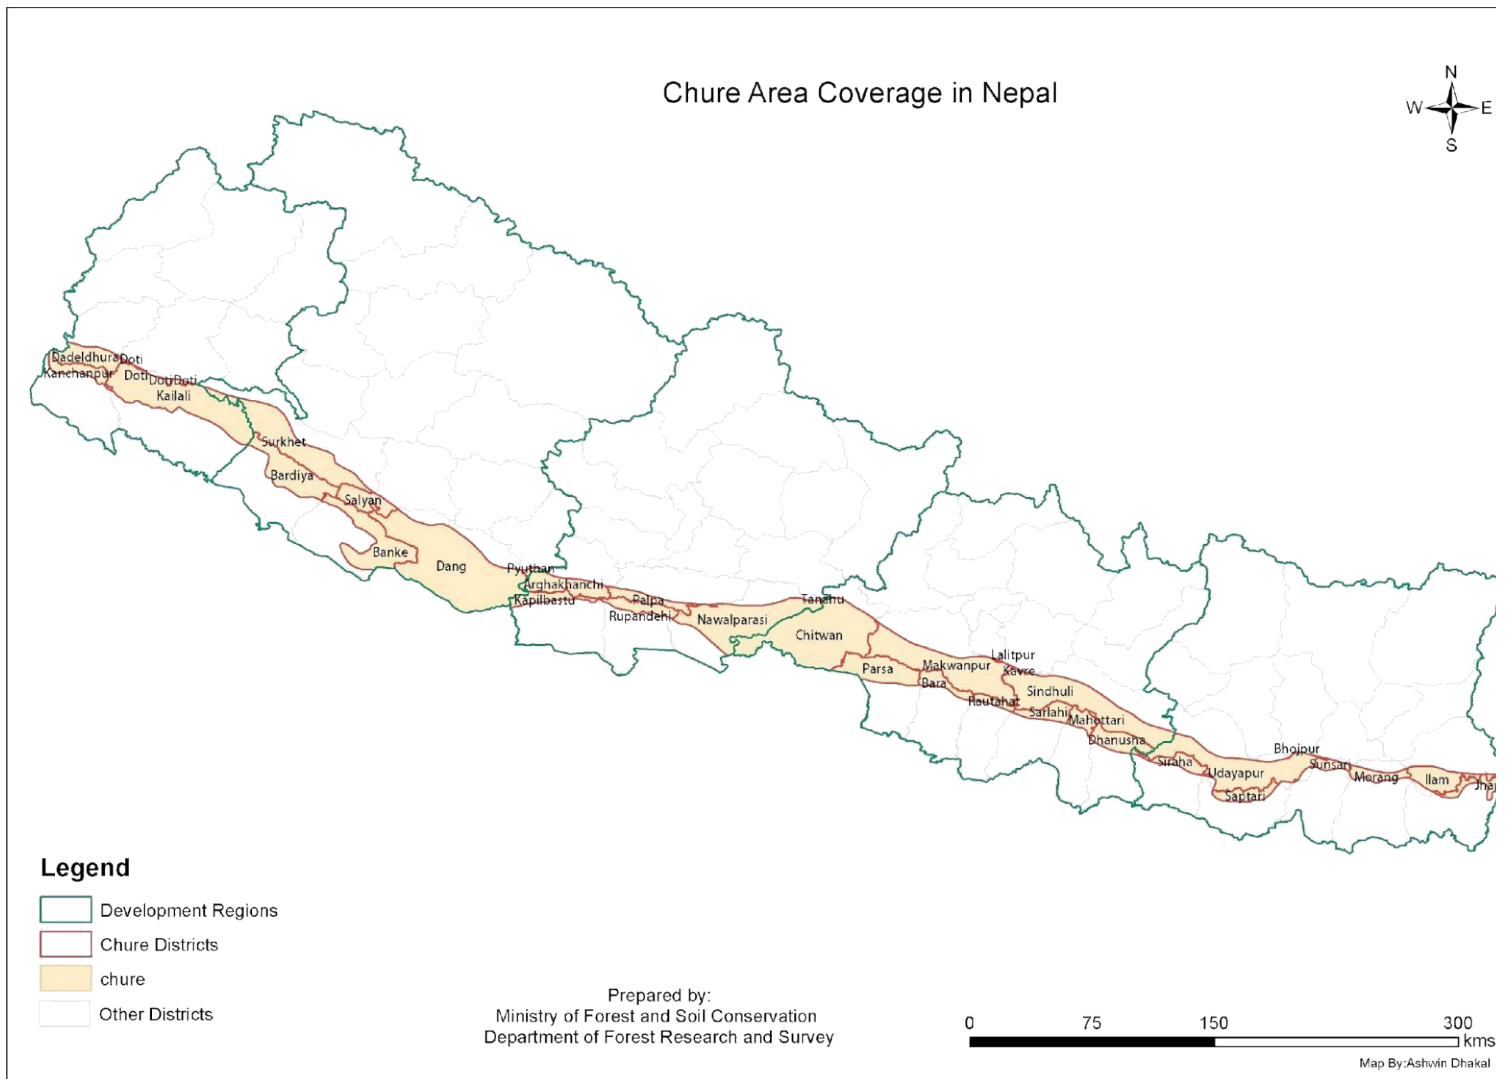 Chure Area Coverage in Nepal
N
W E
S
Dadeldhura
Doti
Kanchanpur
Doti
Doti
Doti
Kailali
Surkhet
Bardiya
Salyan
Banke
Dang
Pyuthan
Arghakhanchi
Kapilbastu
Palpa
Rupandehi
Nawalparasi
Tanahu
Chitwan
Parsa
Makwanpur
Bara
Lalitpur
Kavre
Rautahat
Sindhuli
Sarlahi
Mahottari
Dhanusha
Siraha
Udayapur
Saptari
Bhojpur
Sunsari
Morang
Ilam
Legend
Development Regions
Chure Districts
chure
Other Districts
Prepared by:
Ministry of Forest and Soil Conservation
Department of Forest Research and Survey
0 75 150 300
kms
Map By:Ashwin Dhakal